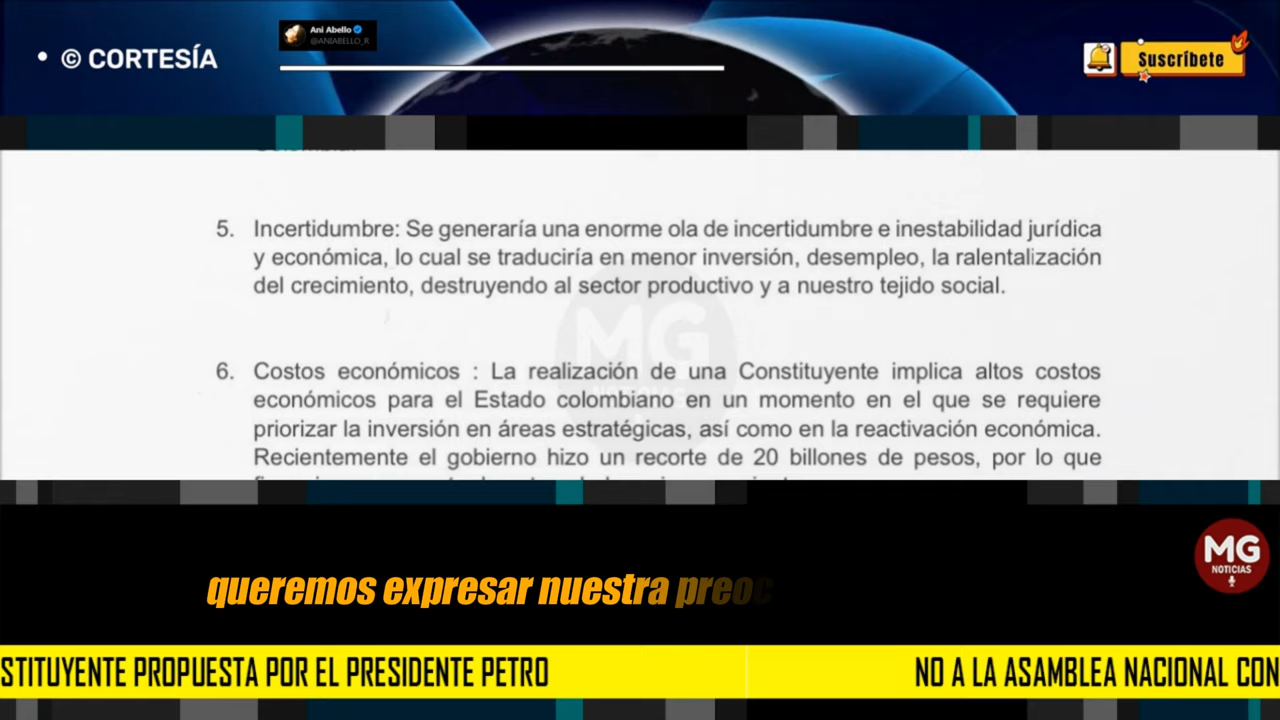 • © CORTESÍA
Ani Abello
@ANIABELLO_R
Suscríbete
5. Incertidumbre: Se generaría una enorme ola de incertidumbre e inestabilidad jurídica
y económica, lo cual se traduciría en menor inversión, desempleo, la ralentalización
del crecimiento, destruyendo al sector productivo y a nuestro tejido social.
MG
NOTICIAS
6. Costos económicos : La realización de una Constituyente implica altos costos
económicos para el Estado colombiano en un momento en el que se requiere
priorizar la inversión en áreas estratégicas, así como en la reactivación económica.
Recientemente el gobierno hizo un recorte de 20 billones de pesos, por lo que
MG
NOTICIAS
queremos expresar nuestra preoc
STITUYENTE PROPUESTA POR EL PRESIDENTE PETRO
NO A LA ASAMBLEA NACIONAL CON